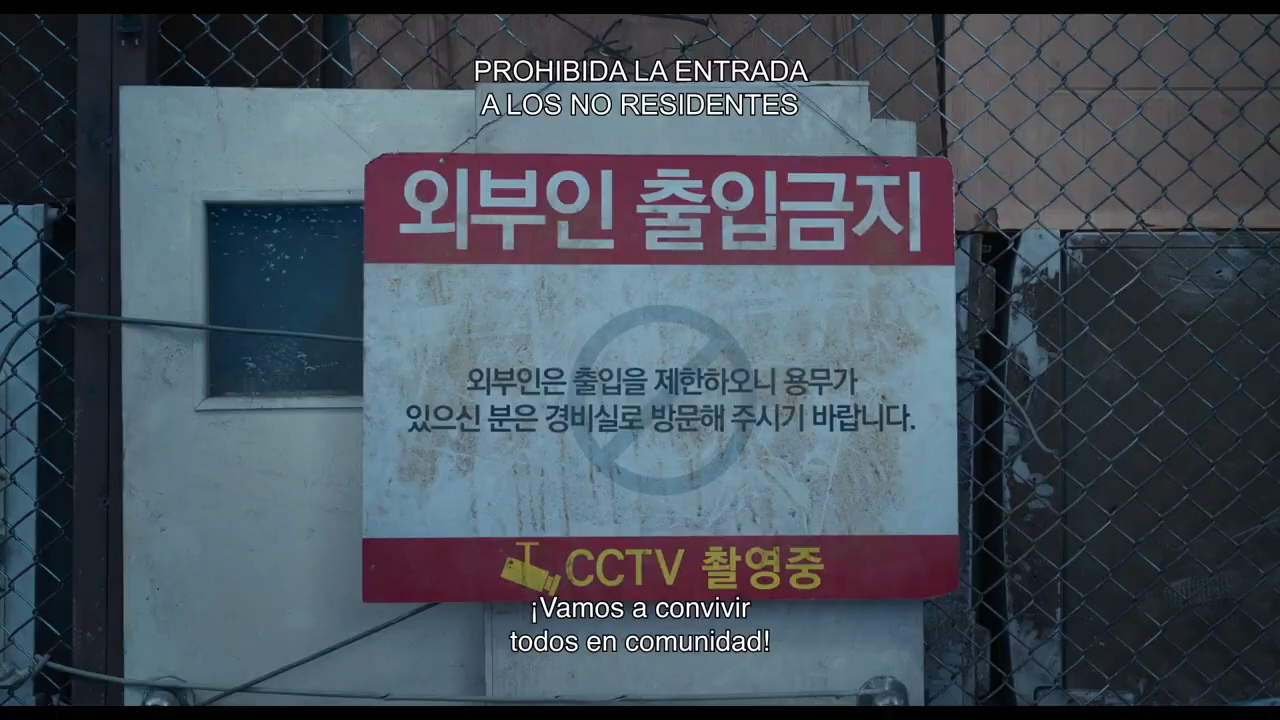 PROHIBIDA LA ENTRADA
A LOS NO RESIDENTES
외부인 출입금지
외부인은 출입을 제한하오니 용무가
있으신 분은 경비실로 방문해 주시기 바랍니다.
CCTV 촬영중
¡Vamos a convivir
todos en comunidad!